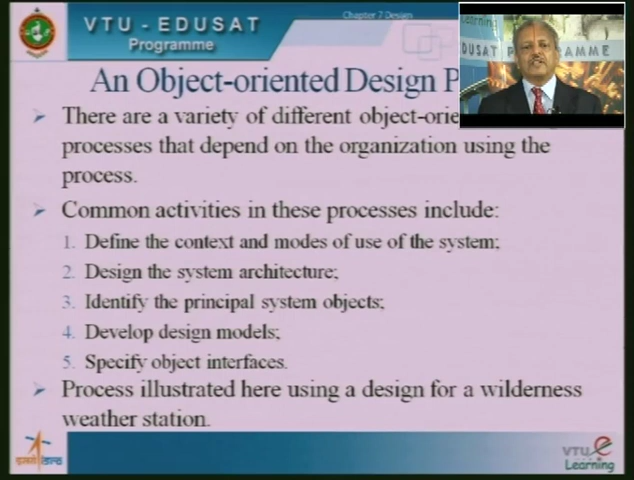 VTU - EDUSAT
Programme
Chapter 7 Design
Learning
EDUSAT PROGRAMME
An Object-oriented Design P
There are a variety of different object-orie
processes that depend on the organization using the
process.
Common activities in these processes include:
1. Define the context and modes of use of the system;
2. Design the system architecture;
3. Identify the principal system objects;
4. Develop design models;
5. Specify object interfaces.
Process illustrated here using a design for a wilderness
weather station.
VTU e
Learning